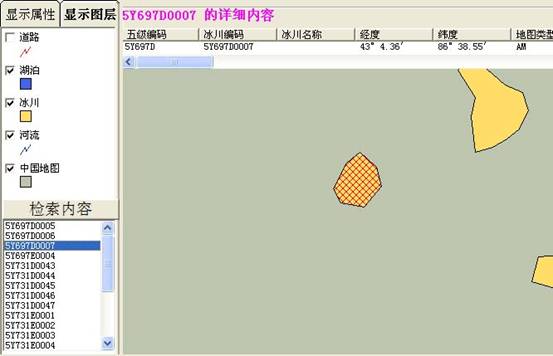 显示属性 显示图层
道路
湖泊
冰川
河流
中国地图
检索内容
5Y697D0005
5Y697D0006
5Y697D0007
5Y697E0004
5Y731D0043
5Y731D0044
5Y731D0045
5Y731D0046
5Y731D0047
5Y731E0001
5Y731E0002
5Y731E0003
5Y731E0004
5Y697D0007 的详细内容
五级编码 冰川编码 冰川名称 经度 纬度 地图类型
5Y697D 5Y697D0007 43° 4.36′ 86° 38.55′ AM